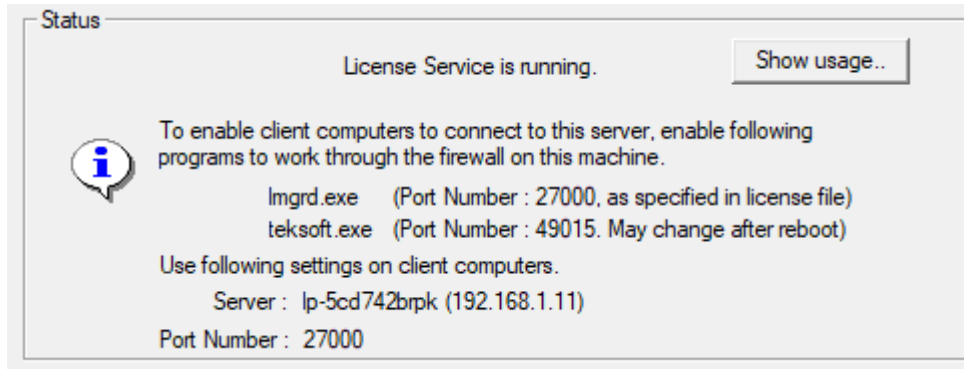 Status
License Service is running.
Show usage..
To enable client computers to connect to this server, enable following
programs to work through the firewall on this machine.
lmgrd.exe (Port Number : 27000, as specified in license file)
teksoft.exe (Port Number : 49015. May change after reboot)
Use following settings on client computers.
Server : lp-5cd742brpk (192.168.1.11)
Port Number : 27000